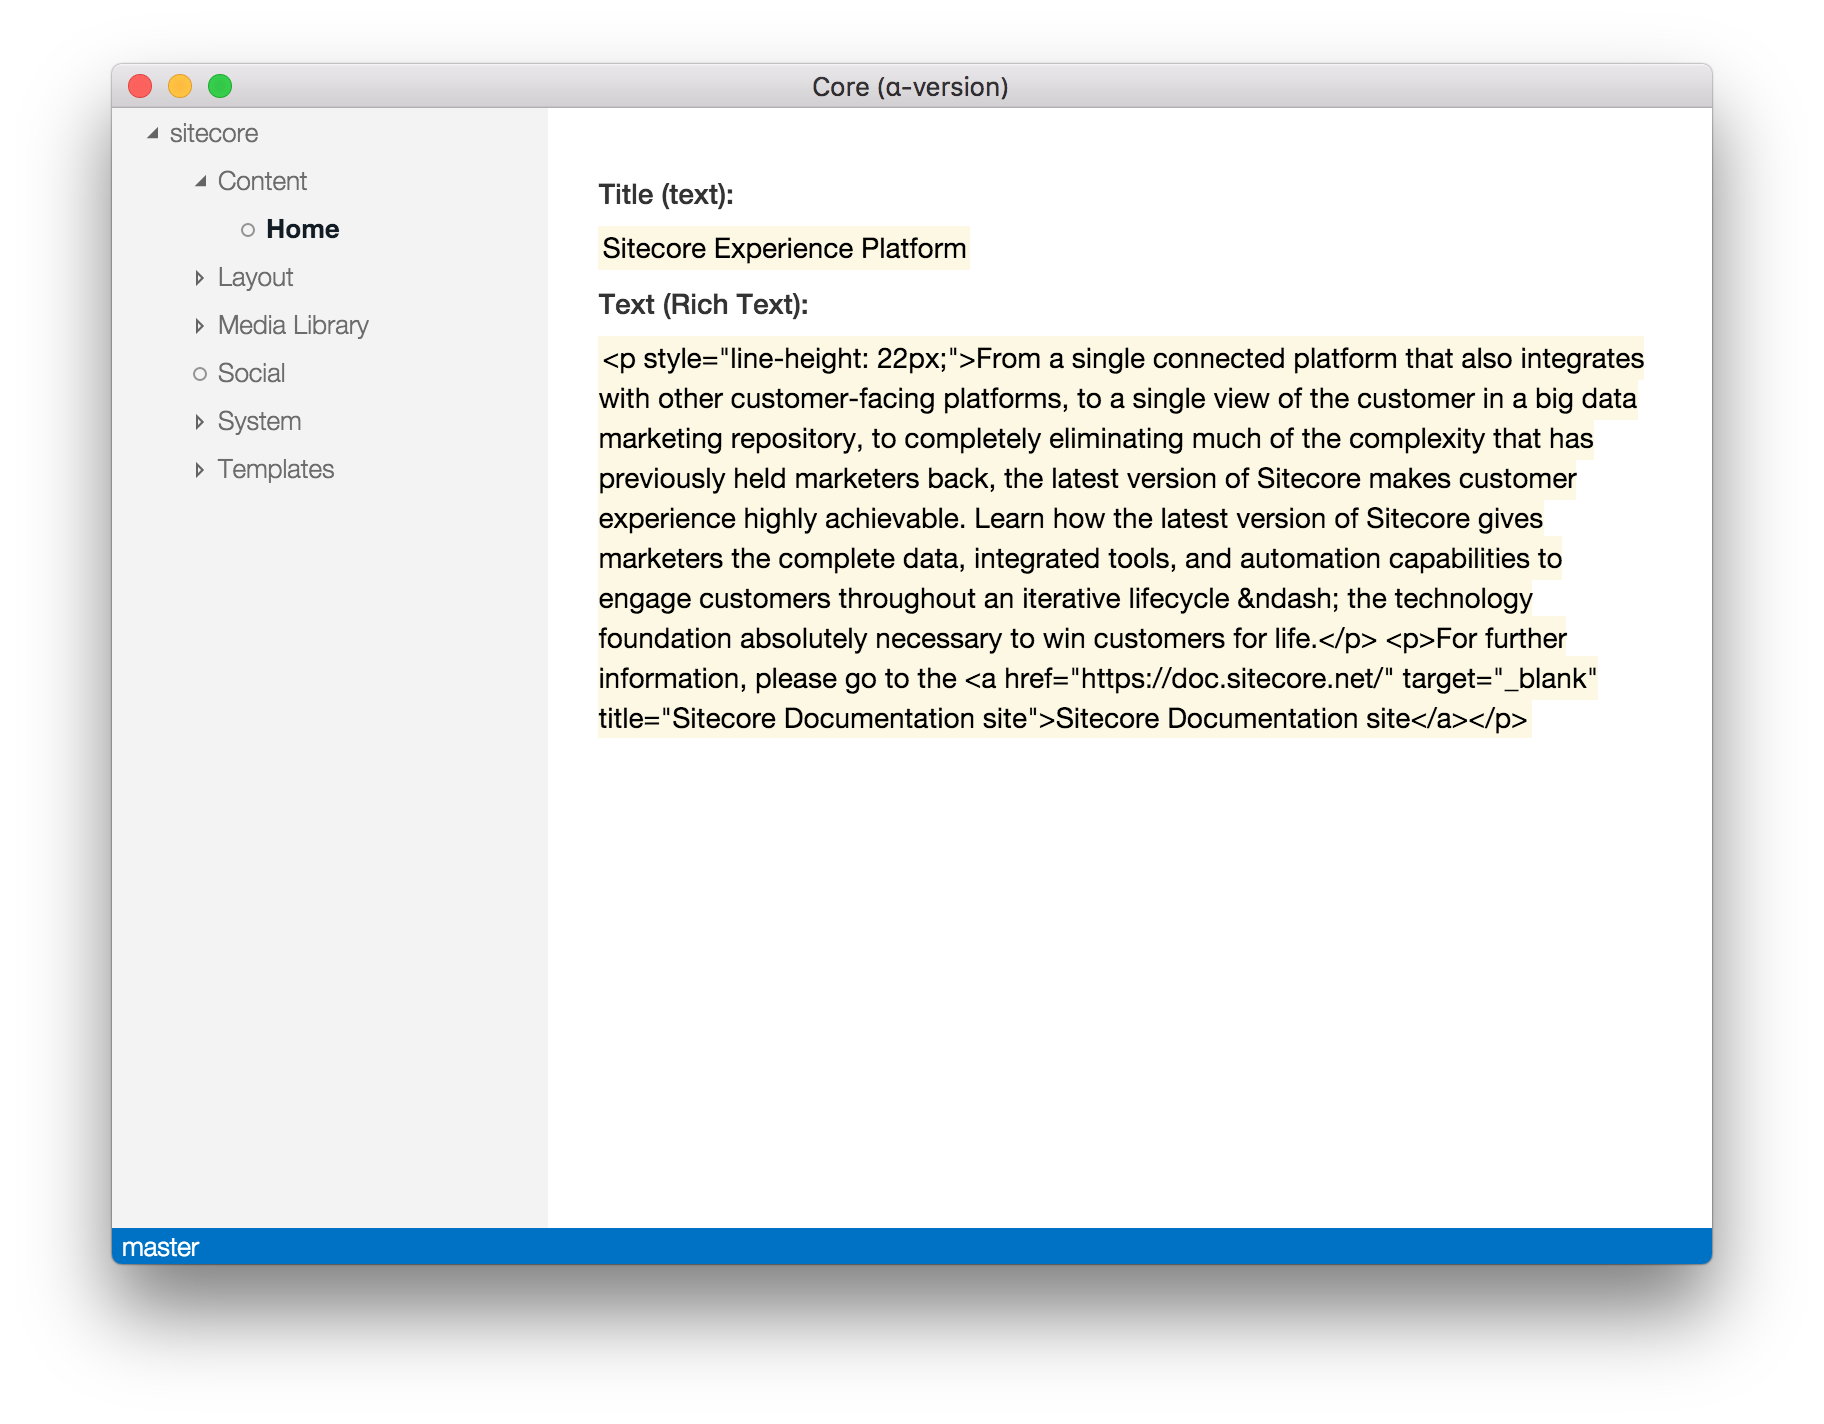 Core (α-version)
sitecore
Content
Home
Layout
Media Library
Social
System
Templates
Title (text):
Sitecore Experience Platform
Text (Rich Text):
<p style="line-height: 22px;">From a single connected platform that also integrates
with other customer-facing platforms, to a single view of the customer in a big data
marketing repository, to completely eliminating much of the complexity that has
previously held marketers back, the latest version of Sitecore makes customer
experience highly achievable. Learn how the latest version of Sitecore gives
marketers the complete data, integrated tools, and automation capabilities to
engage customers throughout an iterative lifecycle &ndash; the technology
foundation absolutely necessary to win customers for life.</p> <p>For further
information, please go to the <a href="https://doc.sitecore.net/" target="_blank"
title="Sitecore Documentation site">Sitecore Documentation site</a></p>
master